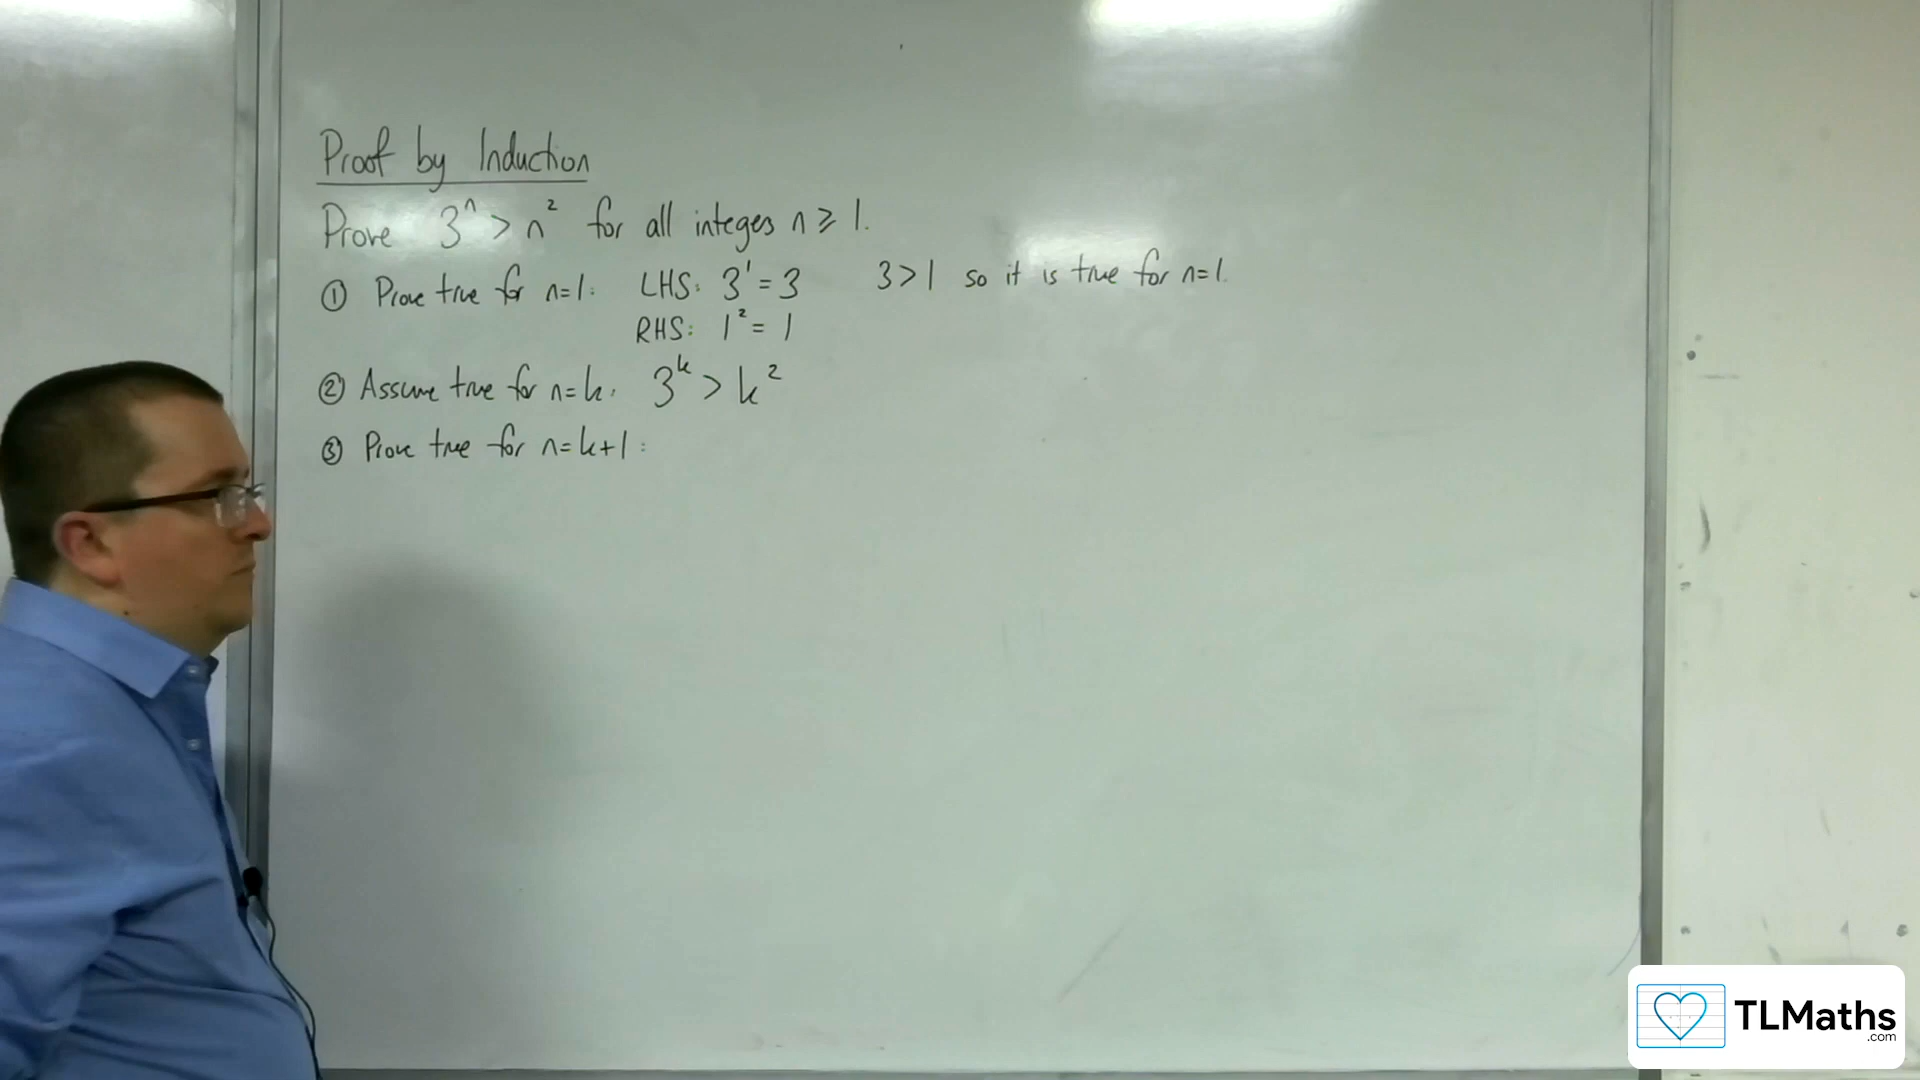 Proof by Induction
Prove 3ⁿ > n² for all integers n ⩾ 1.
① Prove true for n=1: LHS: 3¹ = 3 3 > 1 so it is true for n=1.
RHS: 1² = 1
② Assume true for n=k: 3ᵏ > k²
③ Prove true for n=k+1:
TLMaths
.com